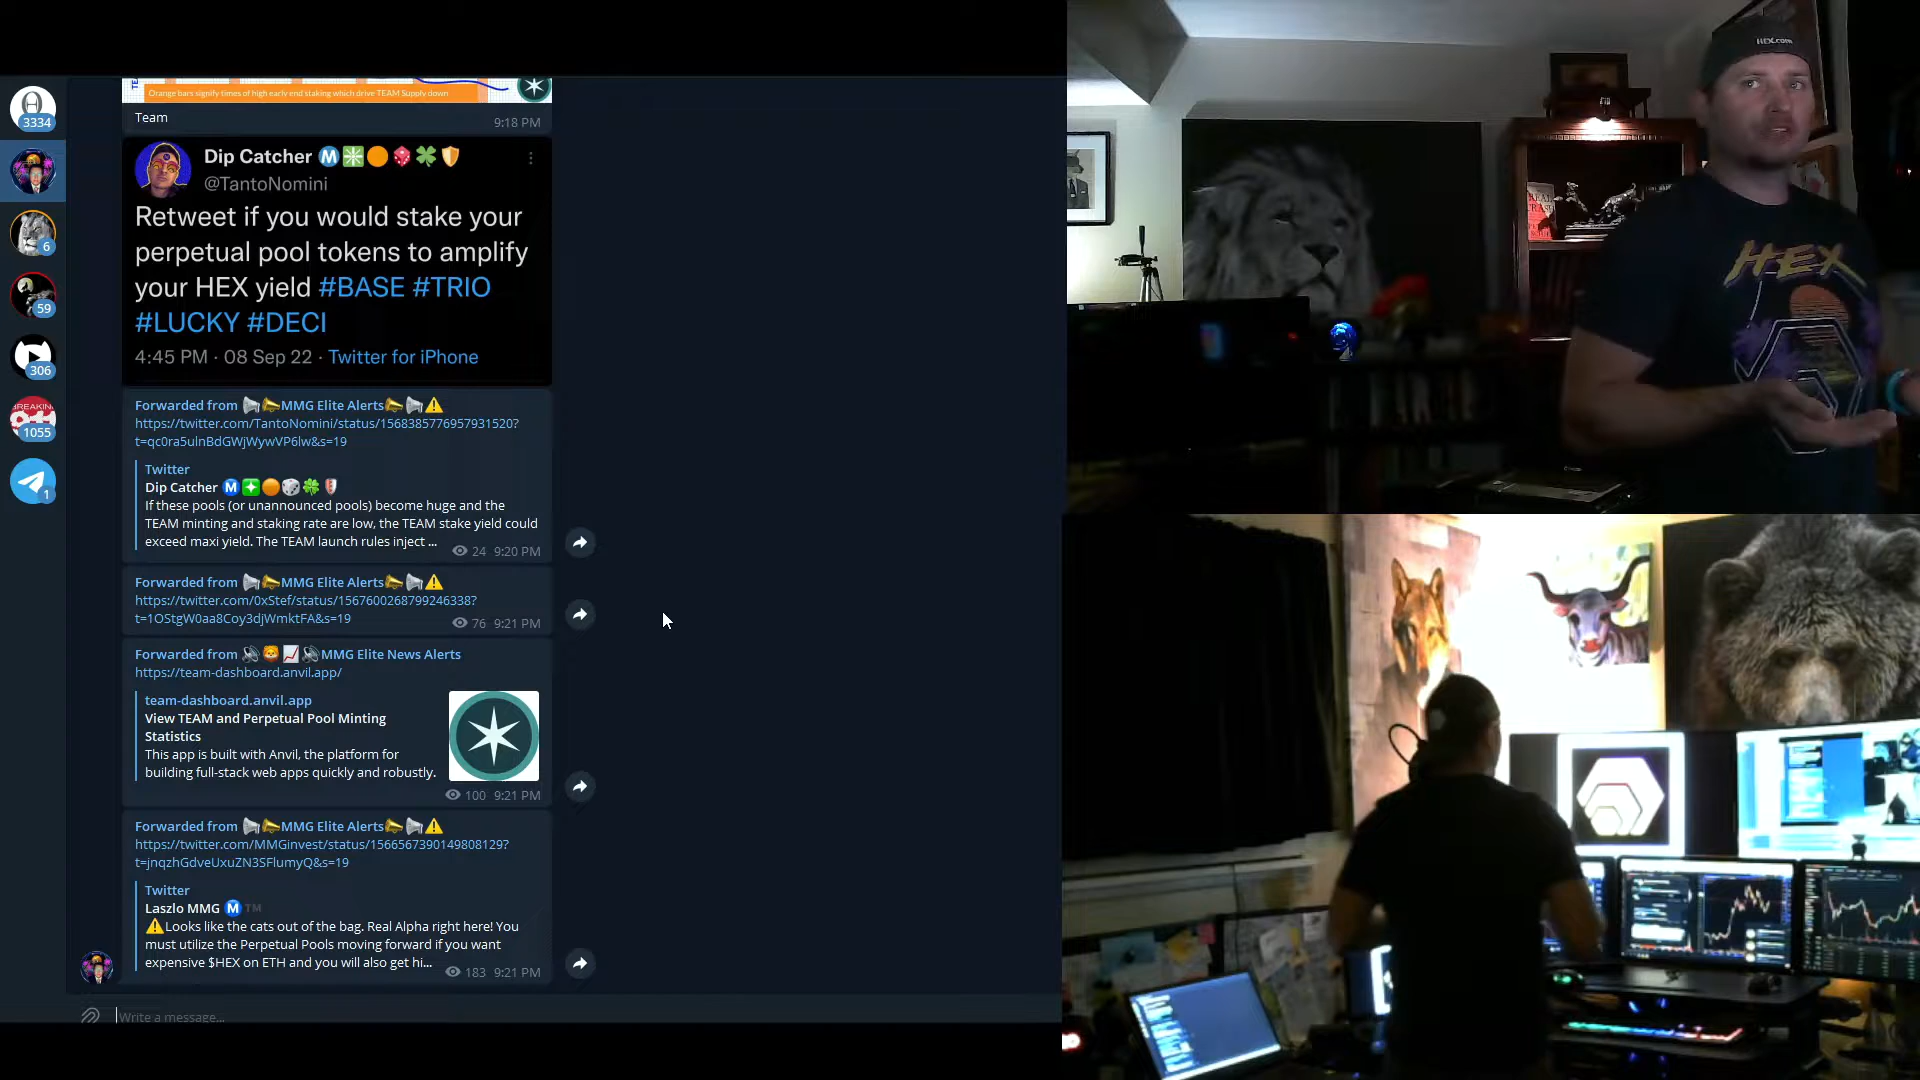 Orange bars signify times of high early end staking which drive TEAM Supply down
Team
9:18 PM
3334
Dip Catcher
@TantoNomini
Retweet if you would stake your
perpetual pool tokens to amplify
your HEX yield #BASE #TRIO
#LUCKY #DECI
4:45 PM · 08 Sep 22 · Twitter for iPhone
6
59
306
1055
1
Forwarded from MMG Elite Alerts
https://twitter.com/TantoNomini/status/1568385776957931520?
t=qc0ra5ulnBdGWjWywVP6lw&s=19
Twitter
Dip Catcher
If these pools (or unannounced pools) become huge and the
TEAM minting and staking rate are low, the TEAM stake yield could
exceed maxi yield. The TEAM launch rules inject ...
24 9:20 PM
Forwarded from MMG Elite Alerts
https://twitter.com/0xStef/status/1567600268799246338?
t=1OStgW0aa8Coy3djWmktFA&s=19
76 9:21 PM
Forwarded from MMG Elite News Alerts
https://team-dashboard.anvil.app/
team-dashboard.anvil.app
View TEAM and Perpetual Pool Minting
Statistics
This app is built with Anvil, the platform for
building full-stack web apps quickly and robustly.
100 9:21 PM
Forwarded from MMG Elite Alerts
https://twitter.com/MMGinvest/status/1566567390149808129?
t=jnqzhGdveUxuZN3SFlumyQ&s=19
Twitter
Laszlo MMG Ⓜ️™️
⚠️Looks like the cats out of the bag. Real Alpha right here! You
must utilize the Perpetual Pools moving forward if you want
expensive $HEX on ETH and you will also get hi...
183 9:21 PM
Write a message...
HEX.com
HEX